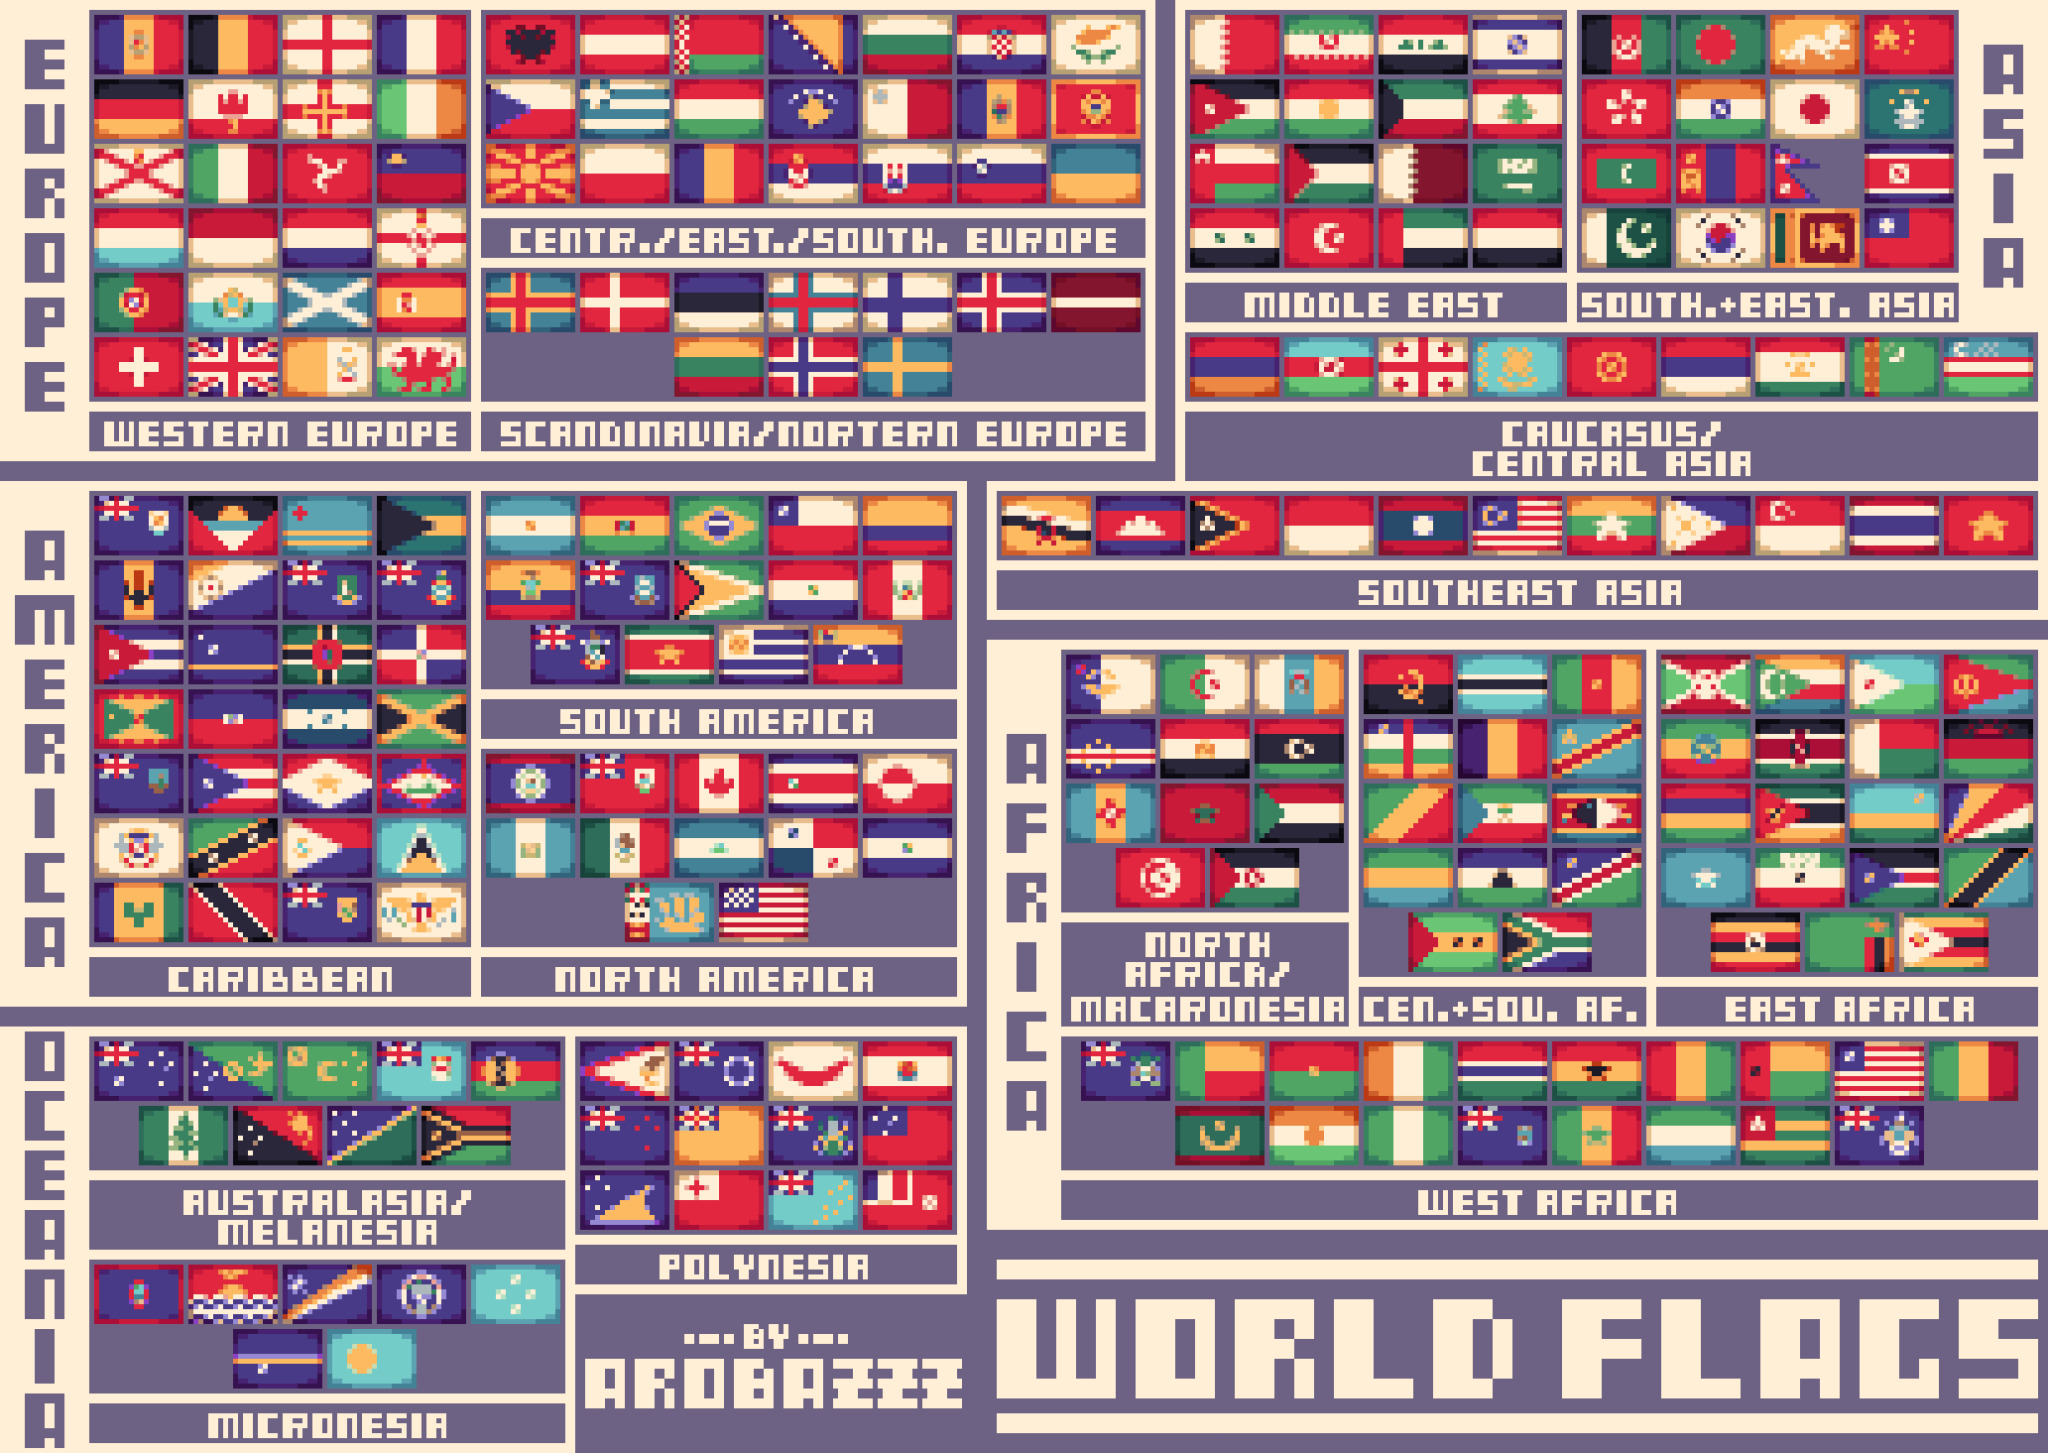 EUROPE
WESTERN EUROPE
CENTR./EAST./SOUTH. EUROPE
SCANDINAVIA/NORTERN EUROPE
MIDDLE EAST
SOUTH.+EAST. ASIA
ASIA
CAUCASUS/
CENTRAL ASIA
SOUTHEAST ASIA
AMERICA
CARIBBEAN
SOUTH AMERICA
NORTH AMERICA
AFRICA
NORTH
AFRICA/
MACARONESIA
CEN.+SOU. AF.
EAST AFRICA
WEST AFRICA
OCEANIA
AUSTRALASIA/
MELANESIA
POLYNESIA
MICRONESIA
·-·BY·-·
AROBAZZZ
WORLD FLAGS